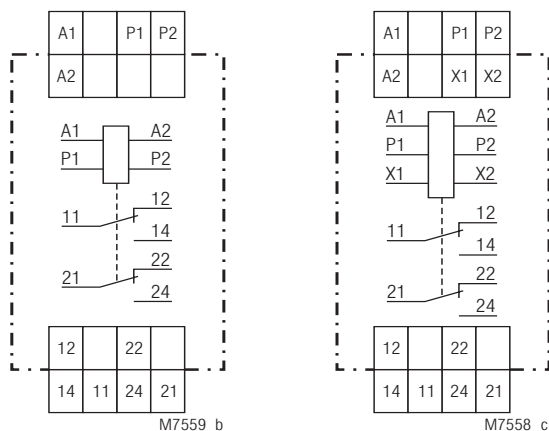 A1 P1 P2
A2
A1 A2
P1 P2
12
11
14
22
21
24
12 22
14 11 24 21
M7559_b
A1 P1 P2
A2 X1 X2
A1 A2
P1 P2
X1 X2
12
11
14
22
21
24
12 22
14 11 24 21
M7558_c